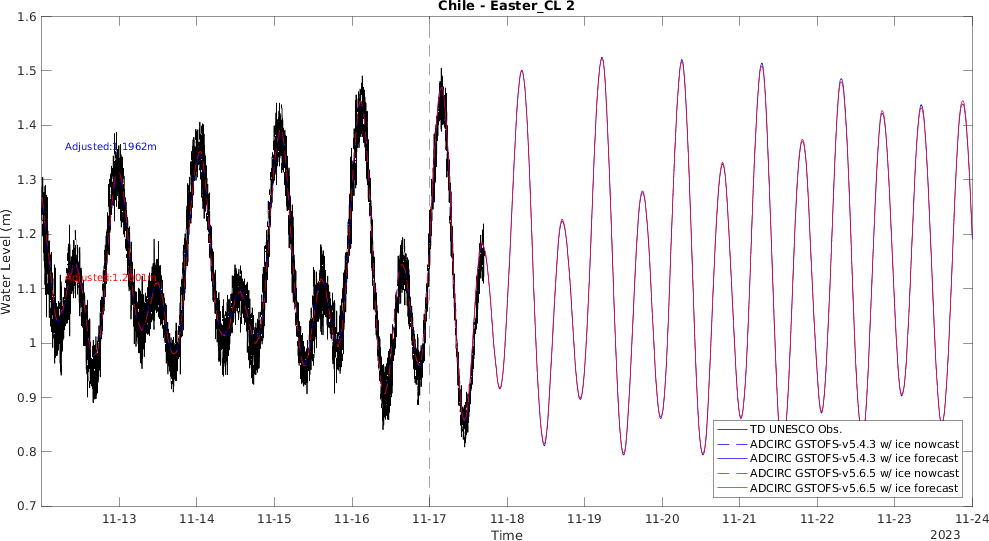 Chile - Easter_CL 2
1.6
1.5
1.4
1.3
1.2
1.1
1
0.9
0.8
0.7
Water Level (m)
Adjusted:1.1962m
TD UNESCO Obs.
ADCIRC GSTOFS-v5.4.3 w/ ice nowcast
ADCIRC GSTOFS-v5.4.3 w/ ice forecast
ADCIRC GSTOFS-v5.6.5 w/ ice nowcast
ADCIRC GSTOFS-v5.6.5 w/ ice forecast
11-13 11-14 11-15 11-16 11-17 11-18 11-19 11-20 11-21 11-22 11-23 11-24
Time
2023